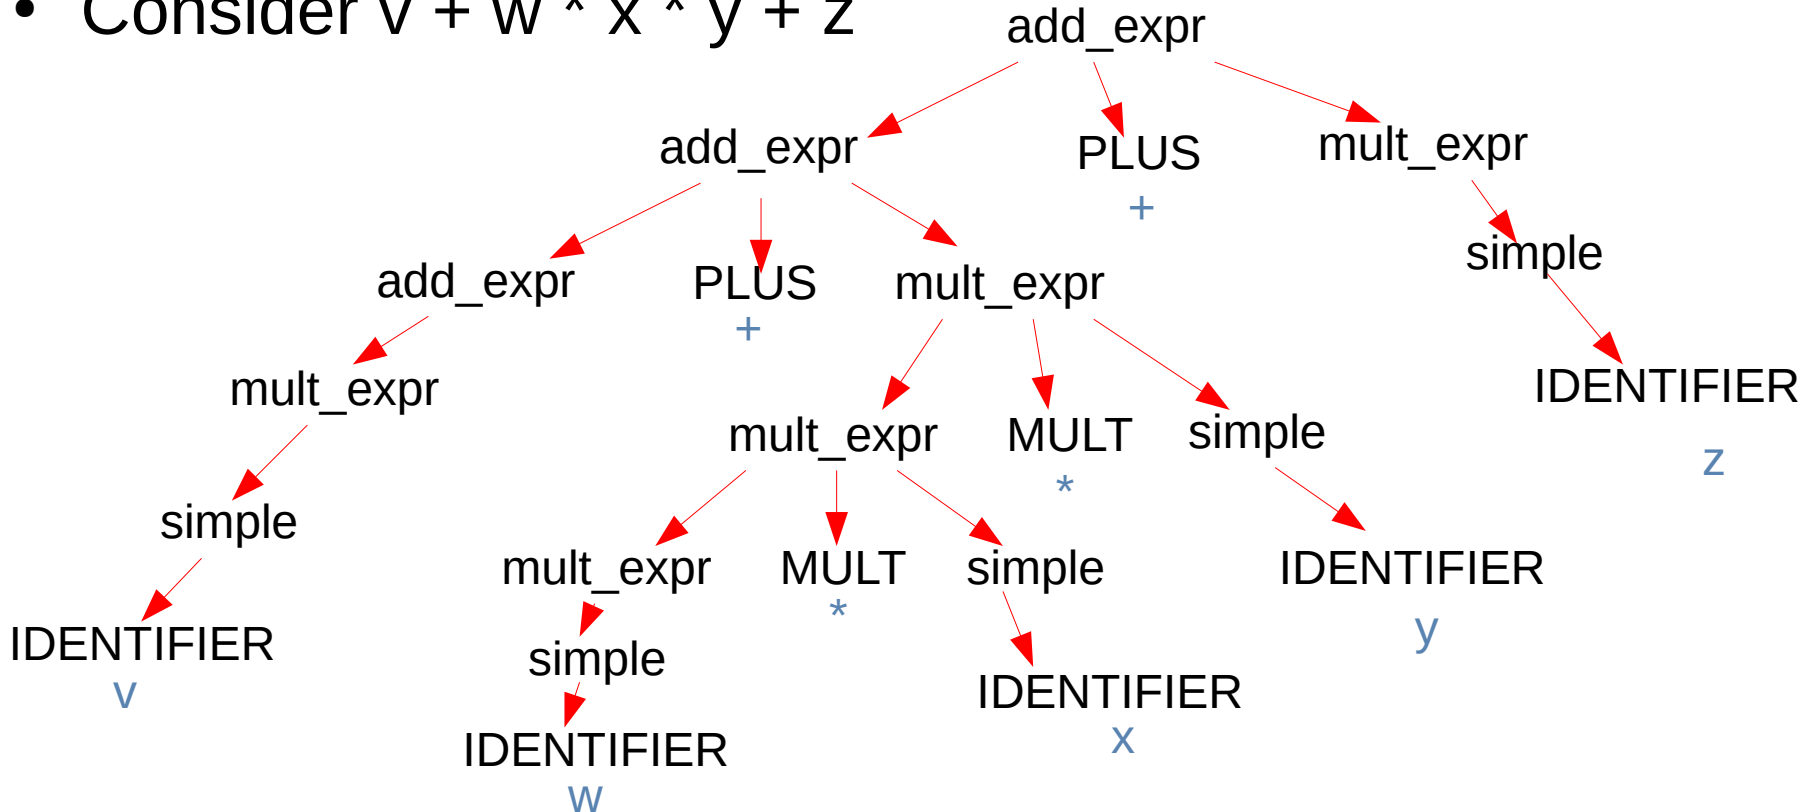 • Consider v + w * x * y + z
add_expr
add_expr
PLUS
mult_expr
+
add_expr
PLUS
mult_expr
simple
+
mult_expr
IDENTIFIER
z
mult_expr
MULT
simple
*
simple
mult_expr
MULT
simple
IDENTIFIER
*
y
IDENTIFIER
v
simple
IDENTIFIER
x
IDENTIFIER
w